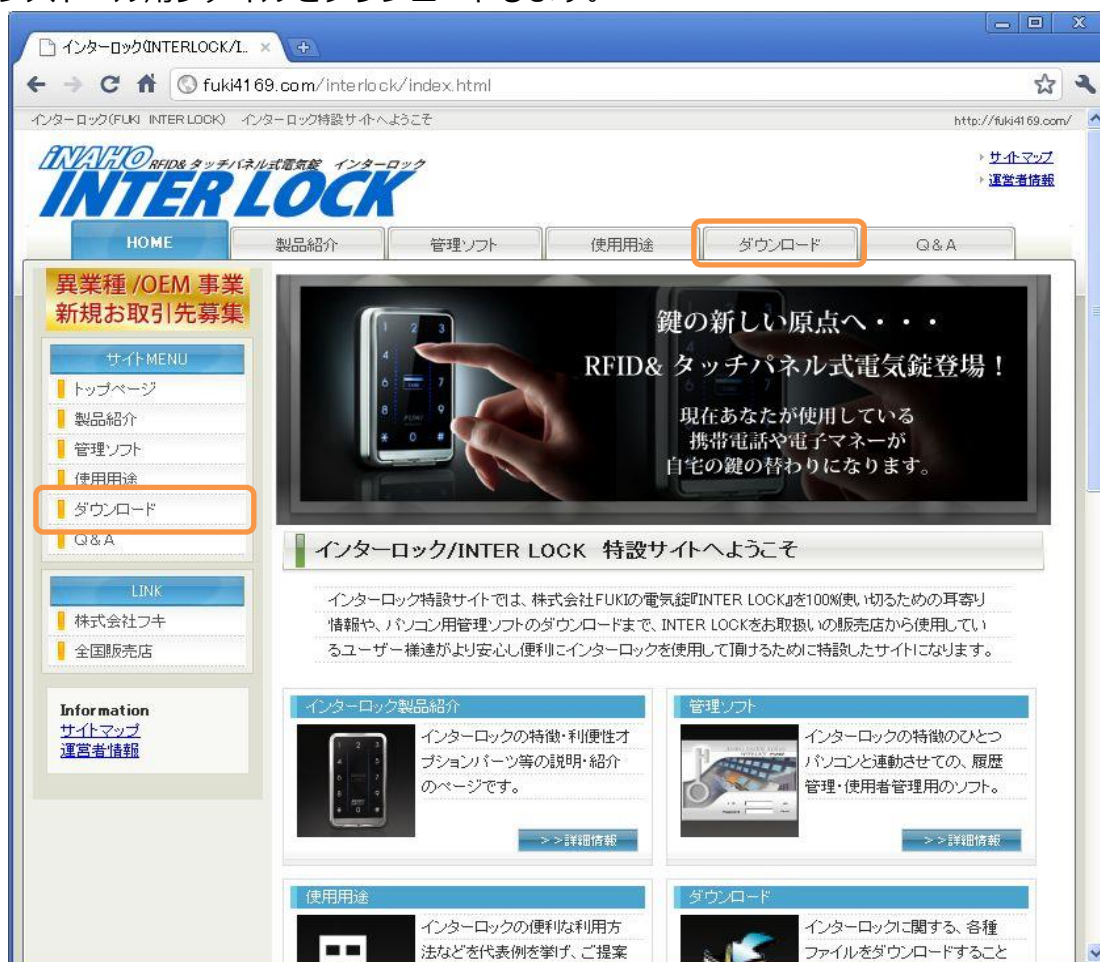 インターロック(INTERLOCK/I...
fuki4169.com/interlock/index.html
インターロック(FUKI INTER LOCK) インターロック特設サイトへようこそ
http://fuki4169.com/
iNAHO RFID& タッチパネル式電気錠 インターロック
INTER LOCK
サイトマップ
運営者情報
HOME 製品紹介 管理ソフト 使用用途 ダウンロード Q&A
異業種/OEM 事業
新規お取引先募集
サイトMENU
トップページ
製品紹介
管理ソフト
使用用途
ダウンロード
Q&A
LINK
株式会社フキ
全国販売店
Information
サイトマップ
運営者情報
鍵の新しい原点へ・・・
RFID& タッチパネル式電気錠登場！
現在あなたが使用している
携帯電話や電子マネーが
自宅の鍵の替わりになります。
インターロック/INTER LOCK 特設サイトへようこそ
インターロック特設サイトでは、株式会社FUKIの電気錠『INTER LOCK』を100%使い切るための耳寄り
情報や、パソコン用管理ソフトのダウンロードまで、INTER LOCKをお取扱いの販売店から使用してい
るユーザー様達がより安心し便利にインターロックを使用して頂けるために特設したサイトになります。
インターロック製品紹介
インターロックの特徴・利便性オ
プションパーツ等の説明・紹介
のページです。
>>詳細情報
管理ソフト
インターロックの特徴のひとつ
パソコンと連動させての、履歴
管理・使用者管理用のソフト。
>>詳細情報
使用用途
インターロックの便利な利用方
法などを代表例を挙げ、ご提案
ダウンロード
インターロックに関する、各種
ファイルをダウンロードすること